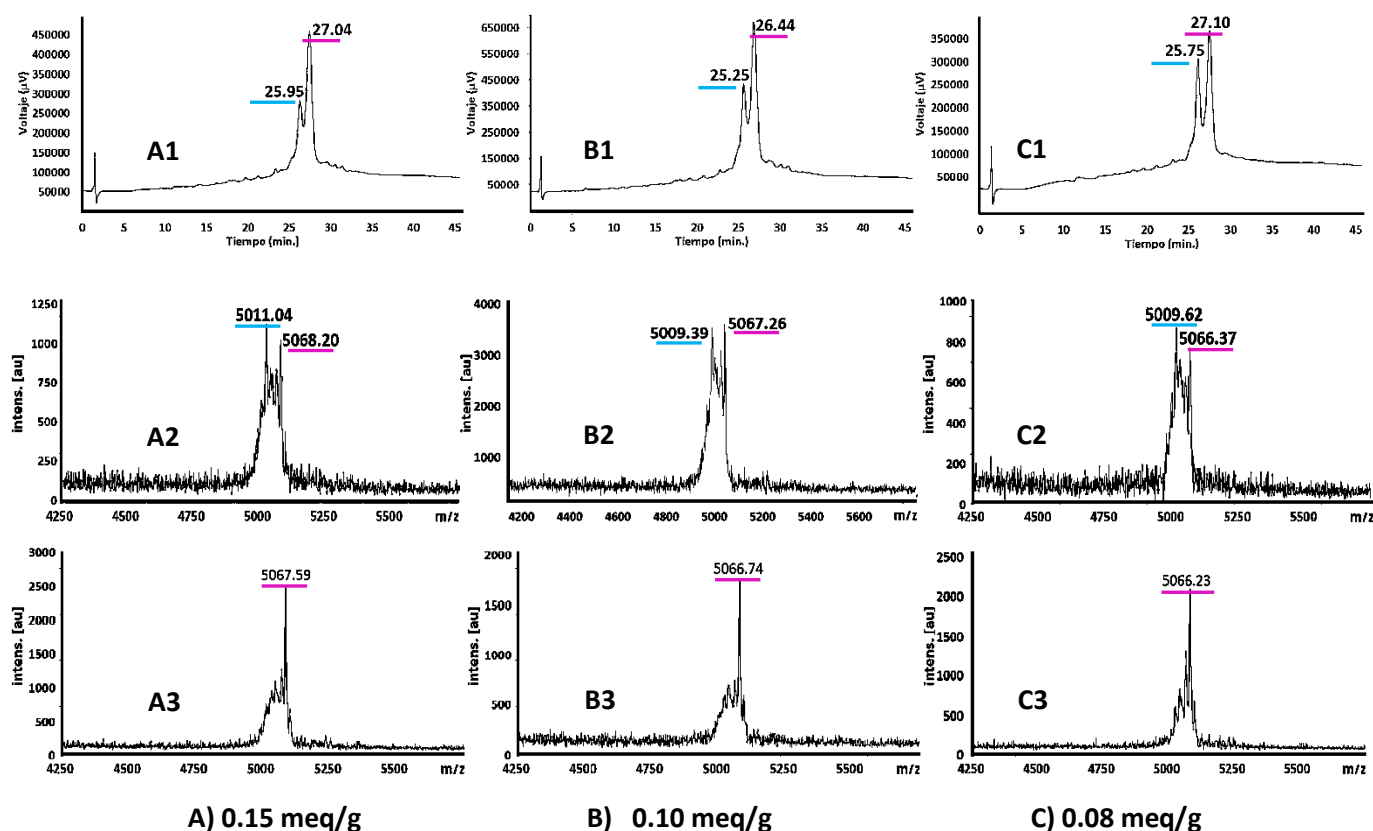 450000
400000
350000
300000
250000
200000
150000
100000
50000
Voltaje (µV)
25.95
27.04
A1
0 5 10 15 20 25 30 35 40 45
Tiempo (min.)
650000
550000
450000
350000
250000
150000
50000
Voltaje (µV)
25.25
26.44
B1
0 5 10 15 20 25 30 35 40 45
Tiempo (min.)
350000
300000
250000
200000
150000
100000
50000
Voltaje (µV)
25.75
27.10
C1
0 5 10 15 20 25 30 35 40 45
Tiempo (min.)
1250
1000
750
500
250
0
intens. [au]
5011.04
5068.20
A2
4250 4500 4750 5000 5250 5500 m/z
4000
3000
2000
1000
intens. [au]
5009.39
5067.26
B2
4200 4400 4600 4800 5000 5200 5400 5600 m/z
1000
800
600
400
200
0
intens. [au]
5009.62
5066.37
C2
4250 4500 4750 5000 5250 5500 m/z
3000
2500
1500
1000
500
0
intens. [au]
5067.59
A3
4250 4500 4750 5000 5250 5500 m/z
2000
1500
1000
500
0
intens. [au]
5066.74
B3
4250 4500 4750 5000 5250 5500 m/z
2500
2000
1500
1000
500
0
intens. [au]
5066.23
C3
4250 4500 4750 5000 5250 5500 m/z
A) 0.15 meq/g
B) 0.10 meq/g
C) 0.08 meq/g